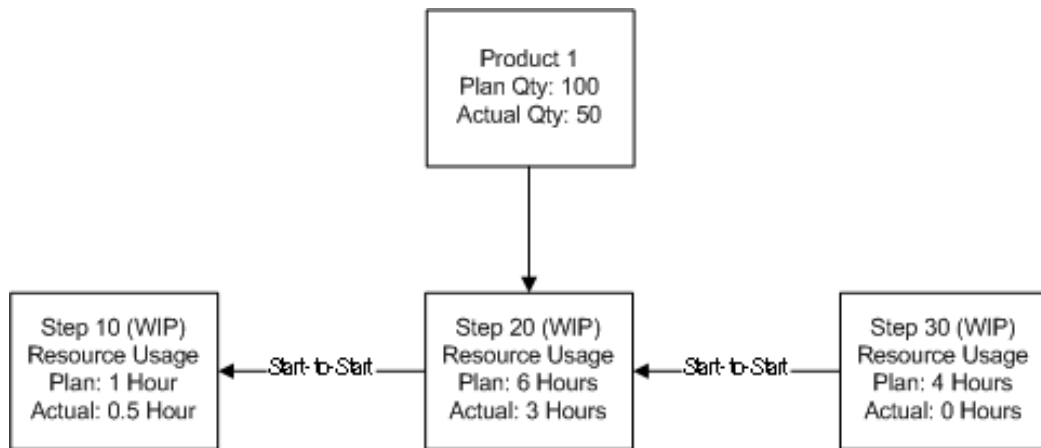 Product 1
Plan Qty: 100
Actual Qty: 50
Step 10 (WIP)
Resource Usage
Plan: 1 Hour
Actual: 0.5 Hour
Start-to-Start
Step 20 (WIP)
Resource Usage
Plan: 6 Hours
Actual: 3 Hours
Start-to-Start
Step 30 (WIP)
Resource Usage
Plan: 4 Hours
Actual: 0 Hours